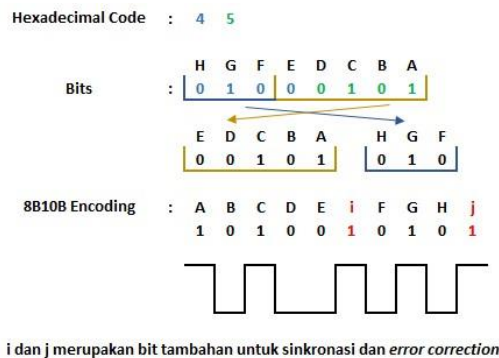 Hexadecimal Code : 4 5
H G F E D C B A
Bits : 0 1 0 0 0 1 0 1
E D C B A H G F
0 0 1 0 1 0 1 0
8B10B Encoding : A B C D E i F G H j
1 0 1 0 0 1 0 1 0 1
i dan j merupakan bit tambahan untuk sinkronasi dan error correction